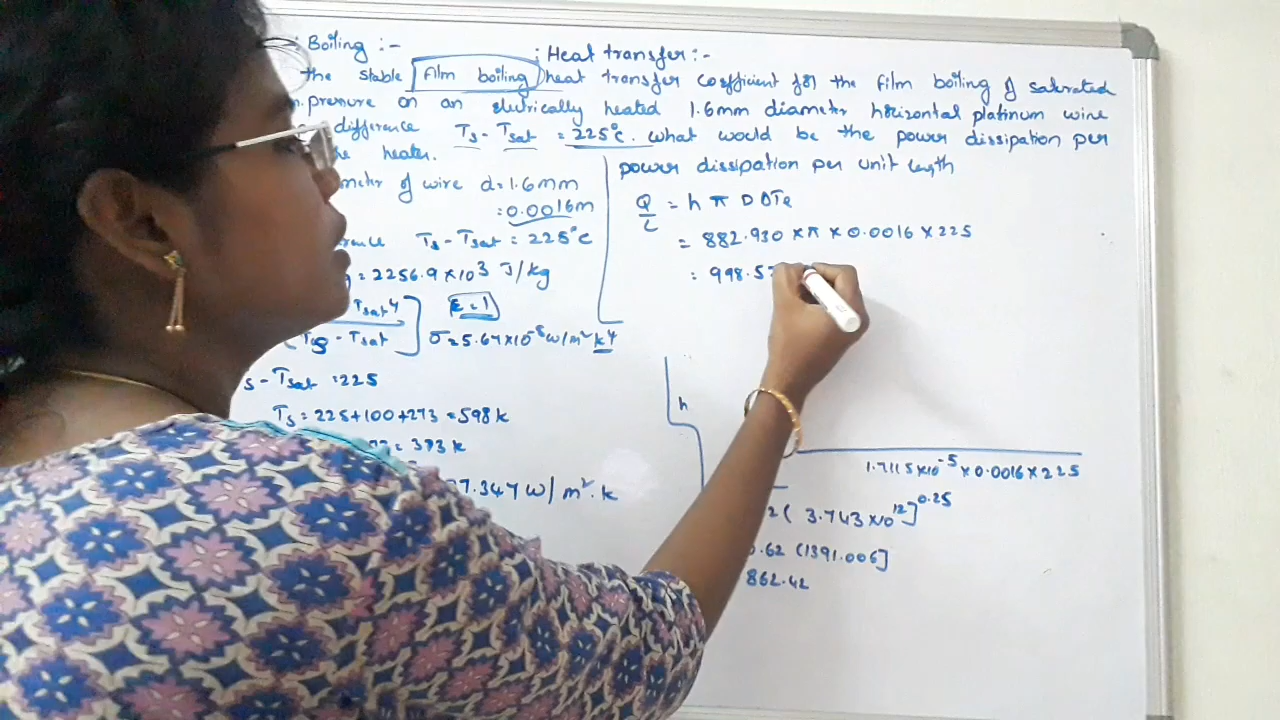 : Boiling :-
; Heat transfer:-
the stable film boiling heat transfer coefficient for the film boiling of saturated
pressure on an eletrically heated 1.6mm diameter horizontal platinum wire
difference Ts - Tsat = 225°c. what would be the power dissipation per
heater.
meter of wire d=1.6mm
=0.0016m
Ts - Tsat = 225°C
= 2256.9 × 10³ J/kg
Tsat⁴
Ts - Tsat
ε = 1
σ=5.67×10⁻⁸ W/m² k⁴
s - Tsat = 225
Ts = 225+100+273 = 598 k
= 373 k
7.347 W/m².k
power dissipation per unit length
Q/L = h π D ΔTe
= 882.930 × π × 0.0016 × 225
= 998.5
h
1.7115×10⁻⁵ × 0.0016 × 225
2 ( 3.743 ×10¹²]^0.25
0.62 (1391.006]
862.42